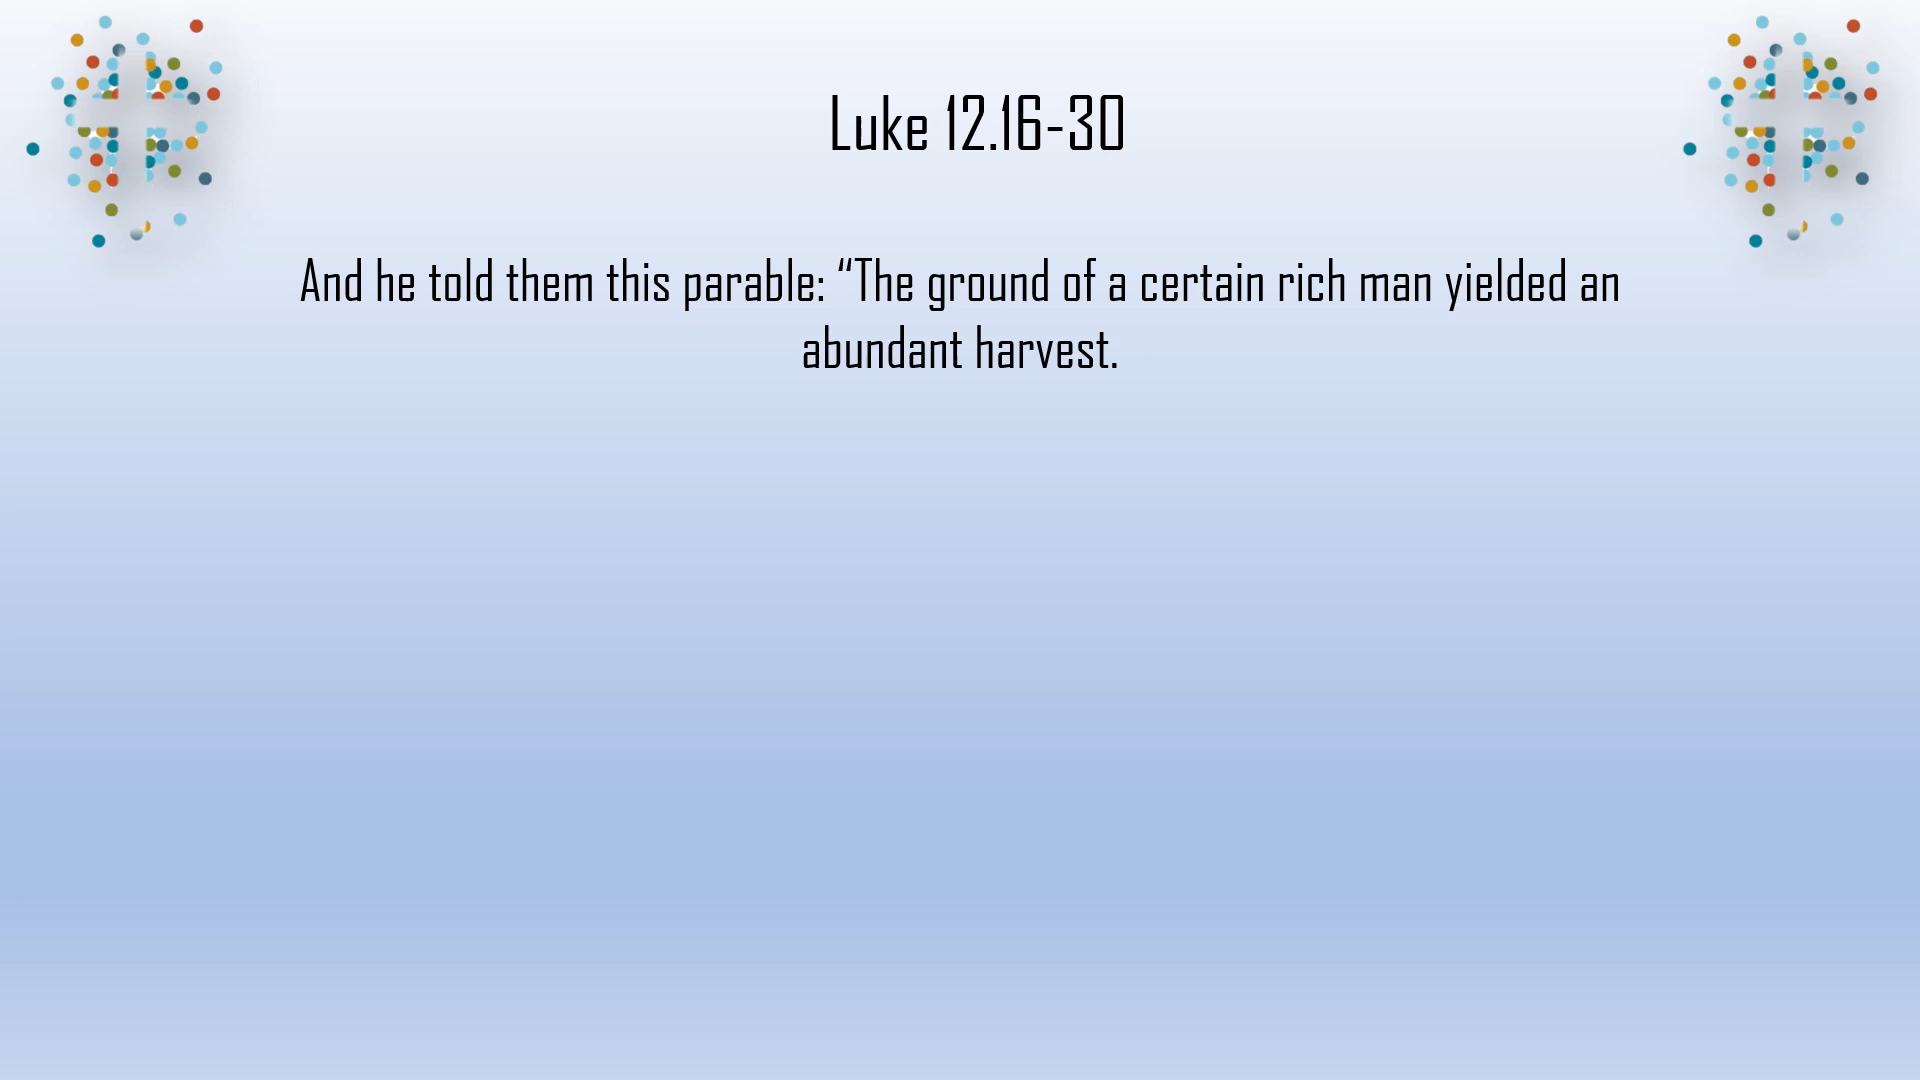 Luke 12.16-30
And he told them this parable: “The ground of a certain rich man yielded an
abundant harvest.